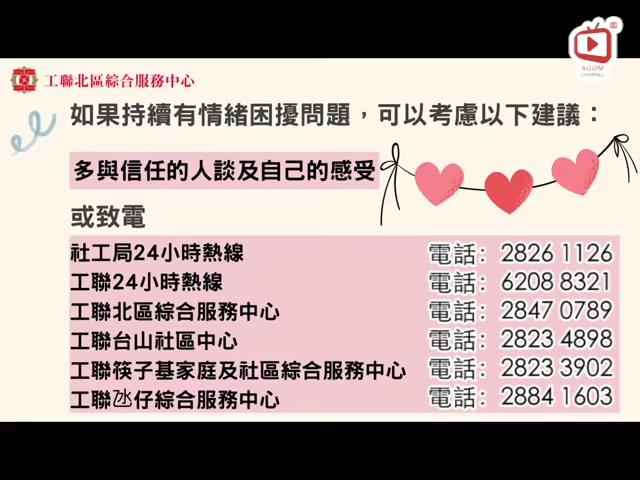 AGOM
CHANNEL
工聯北區綜合服務中心
如果持續有情緒困擾問題，可以考慮以下建議：
多與信任的人談及自己的感受
或致電
社工局24小時熱線 電話： 2826 1126
工聯24小時熱線 電話： 6208 8321
工聯北區綜合服務中心 電話： 2847 0789
工聯台山社區中心 電話： 2823 4898
工聯筷子基家庭及社區綜合服務中心 電話： 2823 3902
工聯氹仔綜合服務中心 電話： 2884 1603